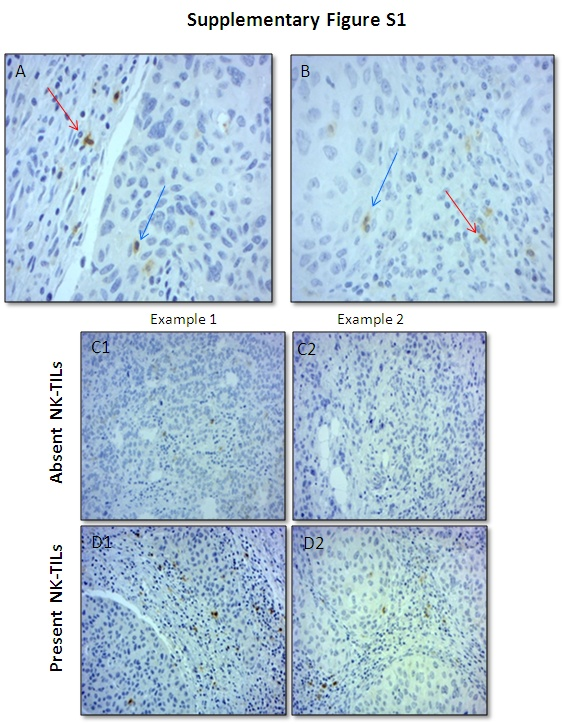 Supplementary Figure S1
A
B
Example 1
Example 2
Absent NK-TILs
C1
C2
Present NK-TILs
D1
D2